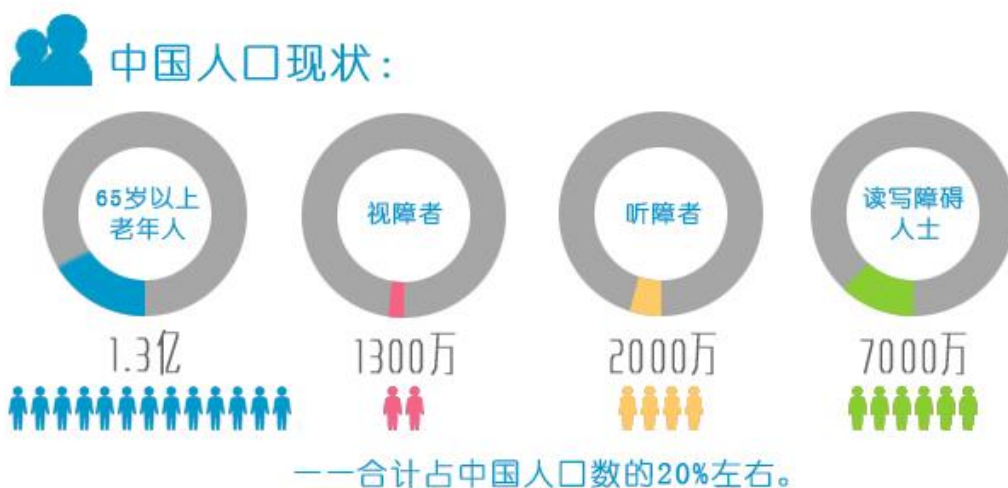 中国人口现状：
65岁以上
老年人
视障者
听障者
读写障碍
人士
1.3亿
1300万
2000万
7000万
——合计占中国人口数的20%左右。